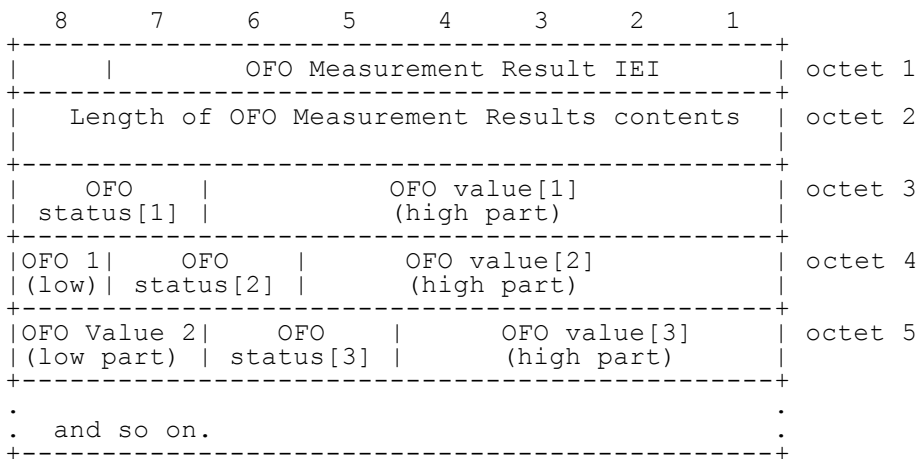 8 7 6 5 4 3 2 1
OFO Measurement Result IEI octet 1
Length of OFO Measurement Results contents octet 2
OFO OFO value[1] octet 3
status[1] (high part)
OFO 1 OFO OFO value[2] octet 4
(low) status[2] (high part)
OFO Value 2 OFO OFO value[3] octet 5
(low part) status[3] (high part)
. .
. and so on. .